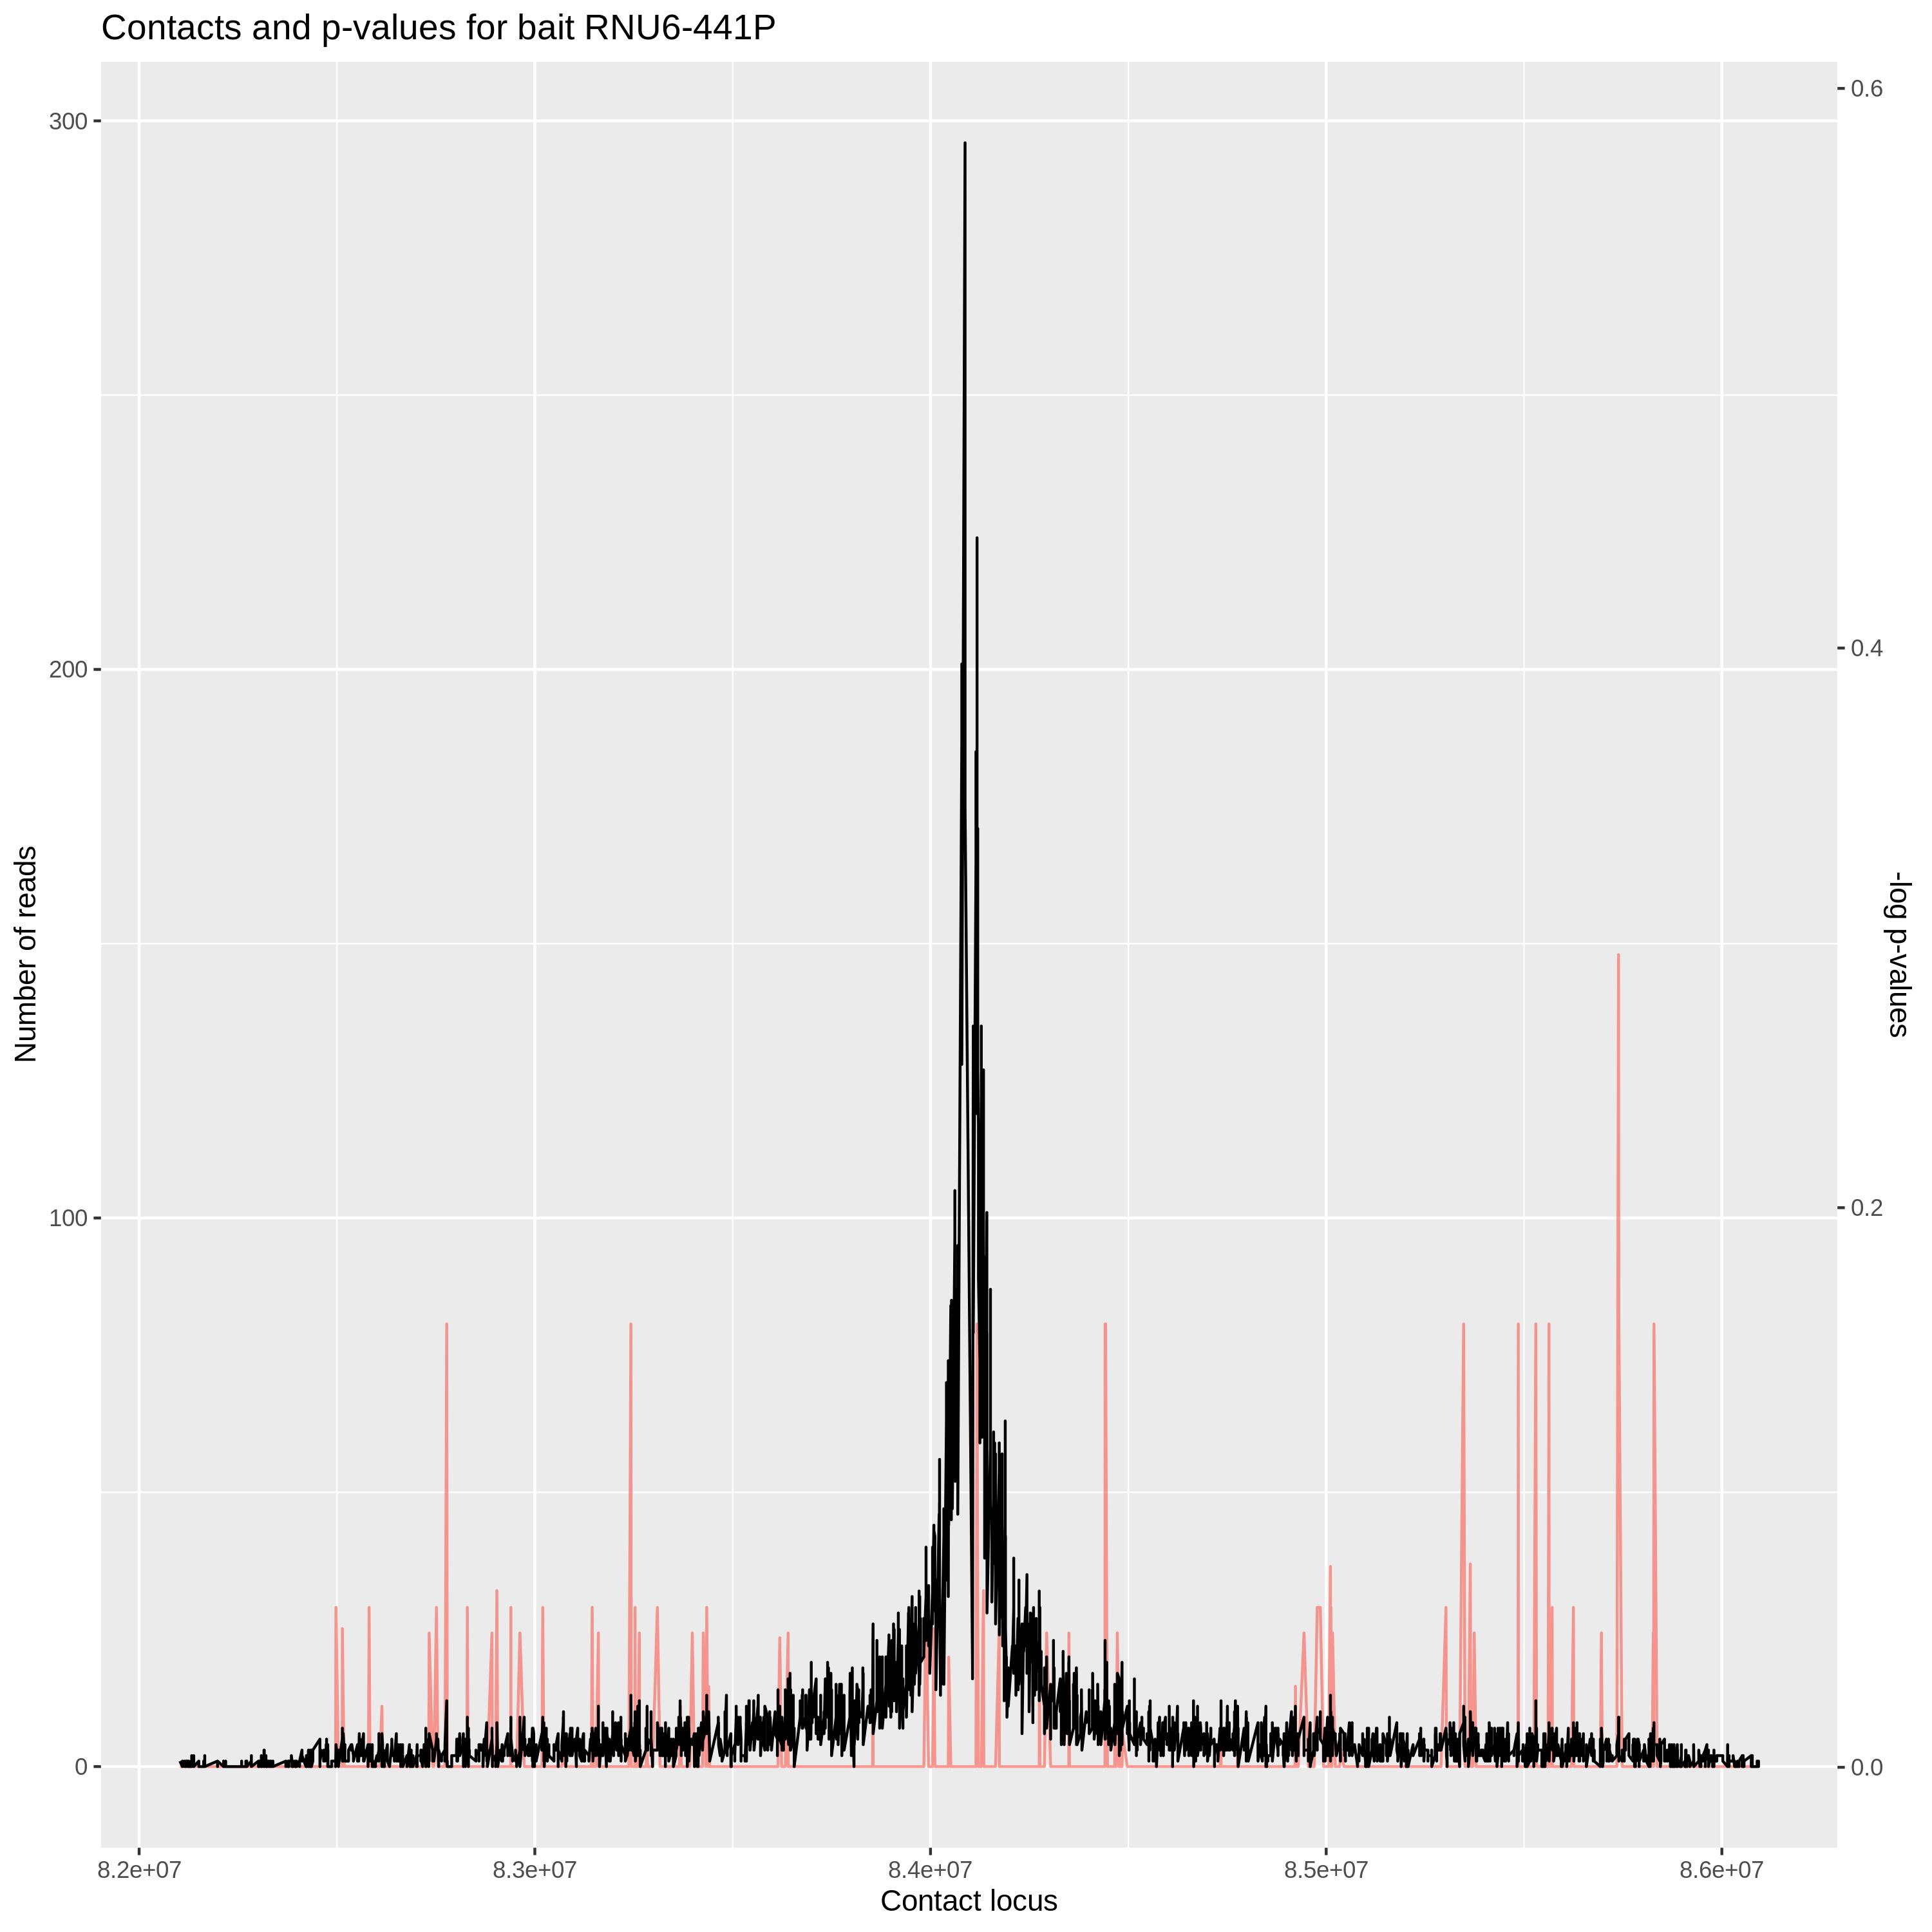 Contacts and p-values for bait RNU6-441P
300
200
100
0
Number of reads
0.6
0.4
0.2
0.0
-log p-values
8.2e+07
8.3e+07
8.4e+07
8.5e+07
8.6e+07
Contact locus